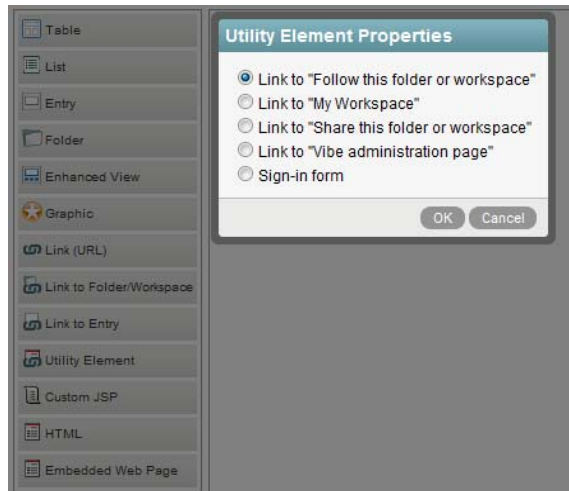 Table
List
Entry
Folder
Enhanced View
Graphic
Link (URL)
Link to Folder/Workspace
Link to Entry
Utility Element
Custom JSP
HTML
Embedded Web Page
Utility Element Properties
Link to "Follow this folder or workspace"
Link to "My Workspace"
Link to "Share this folder or workspace"
Link to "Vibe administration page"
Sign-in form
OK Cancel